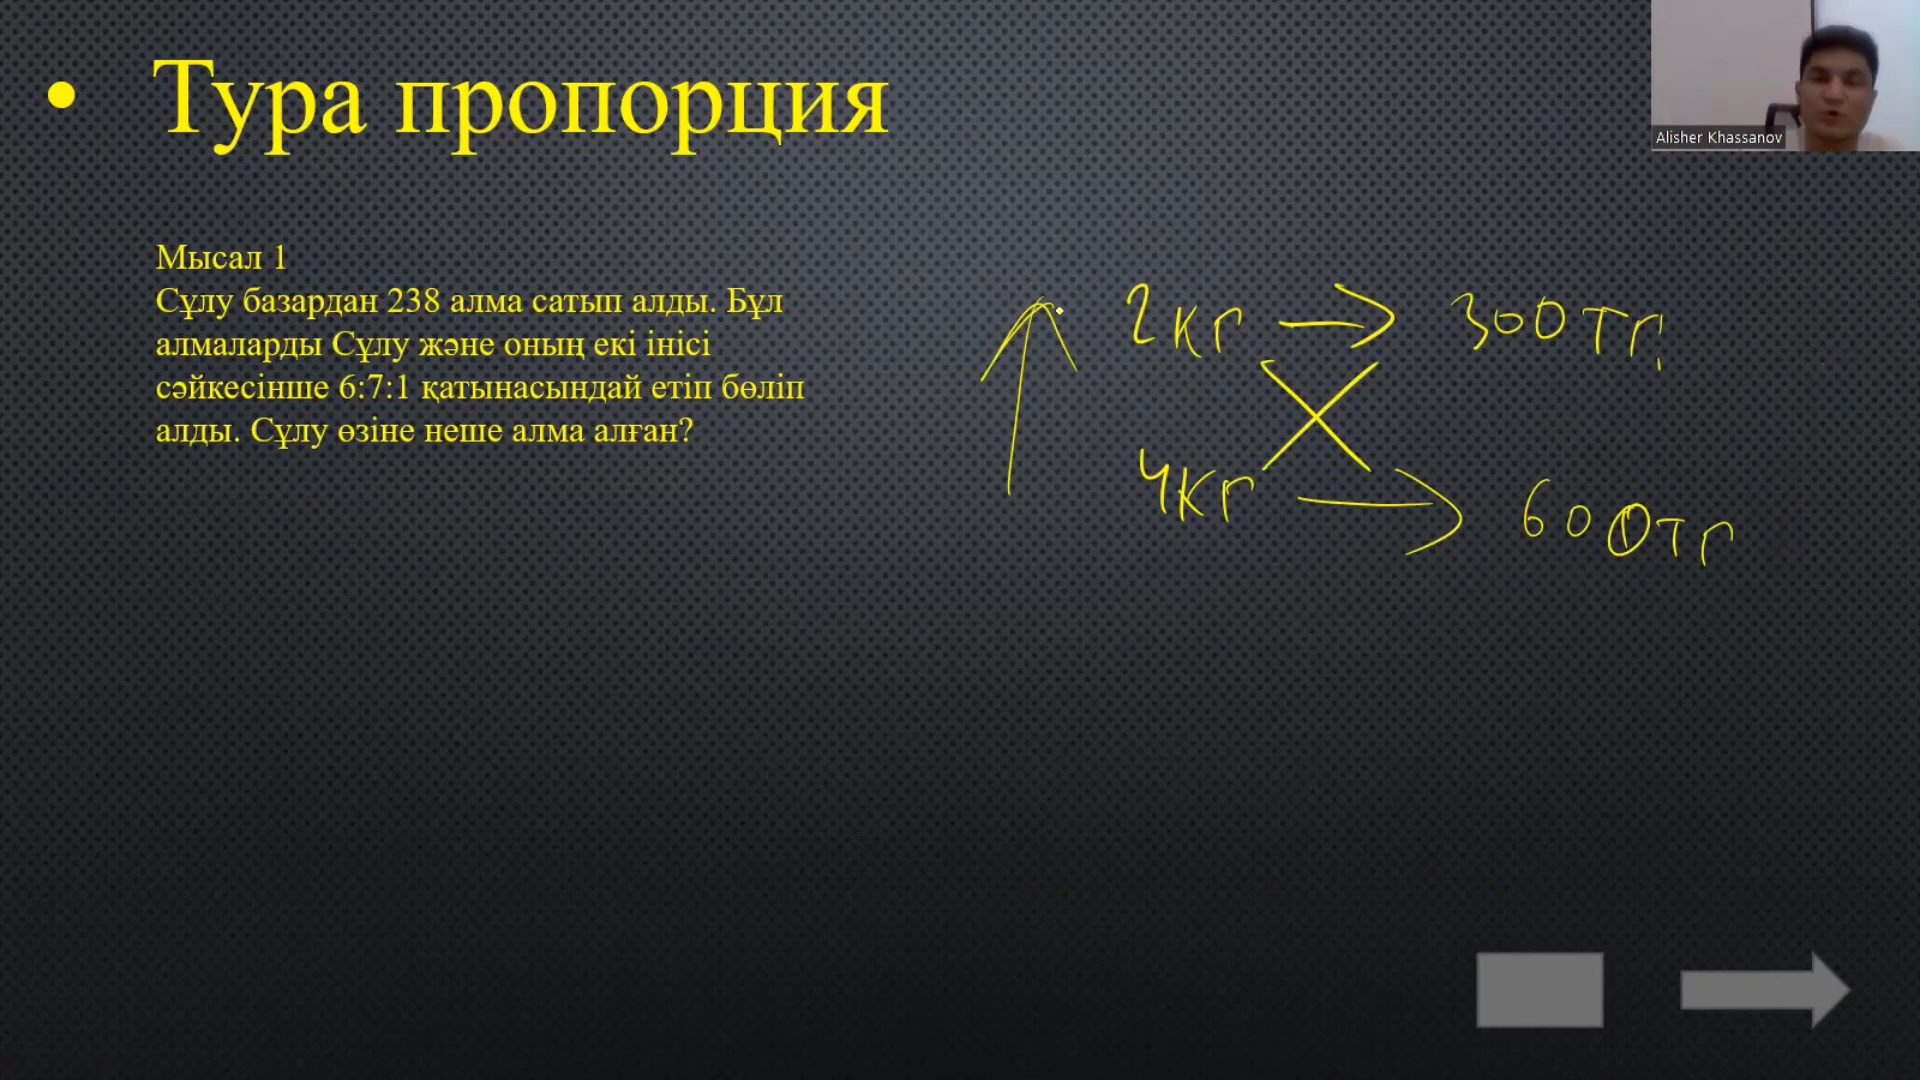 • Тура пропорция
Alisher Khassanov
Мысал 1
Сұлу базардан 238 алма сатып алды. Бұл
алмаларды Сұлу және оның екі інісі
сәйкесінше 6:7:1 қатынасындай етіп бөліп
алды. Сұлу өзіне неше алма алған?
2кг → 300тг
4кг → 600тг